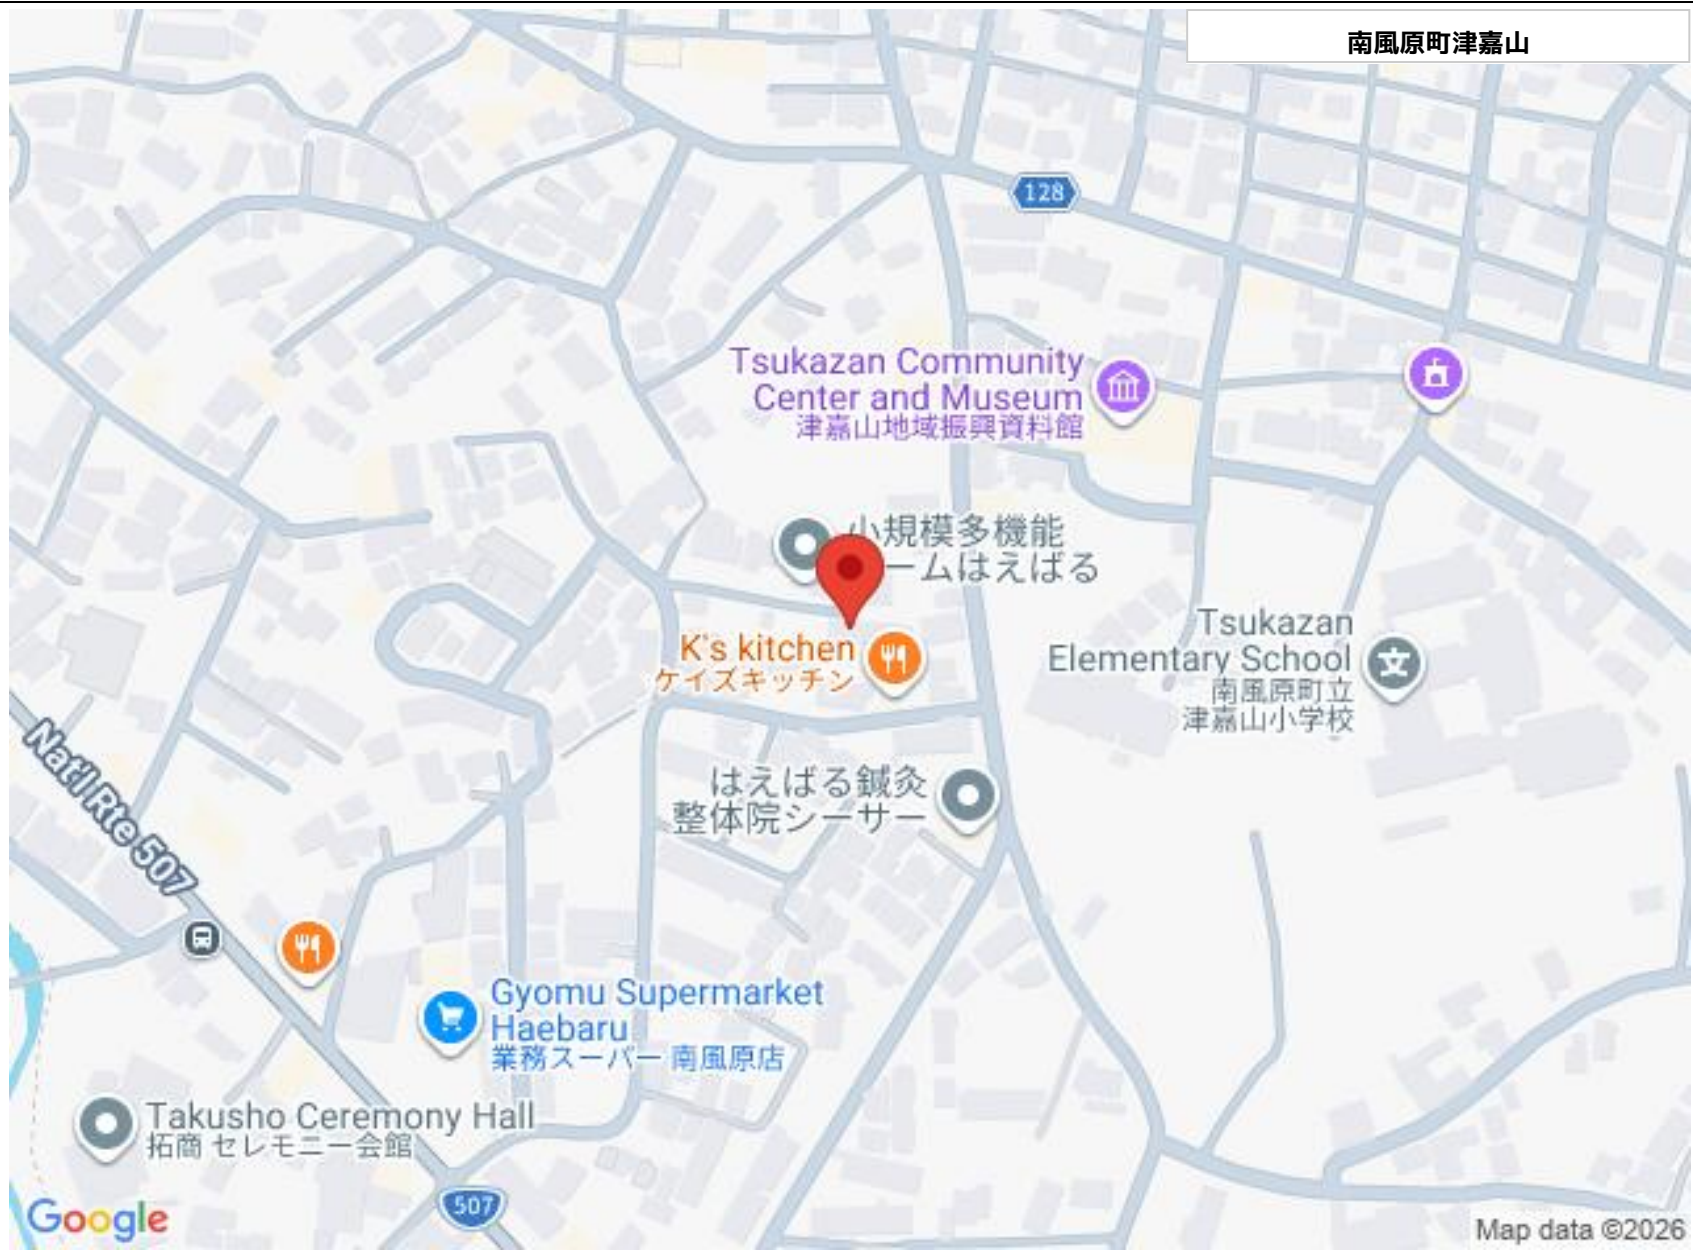 南風原町津嘉山
128
Tsukazan Community
Center and Museum
津嘉山地域振興資料館
小規模多機能
ームはえばる
K's kitchen
ケイズキッチン
Tsukazan
Elementary School
南風原町立
津嘉山小学校
Nat'l Rte 507
はえばる鍼灸
整体院シーサー
Gyomu Supermarket
Haebaru
業務スーパー 南風原店
Takusho Ceremony Hall
拓商 セレモニー会館
507
Google
Map data ©2026